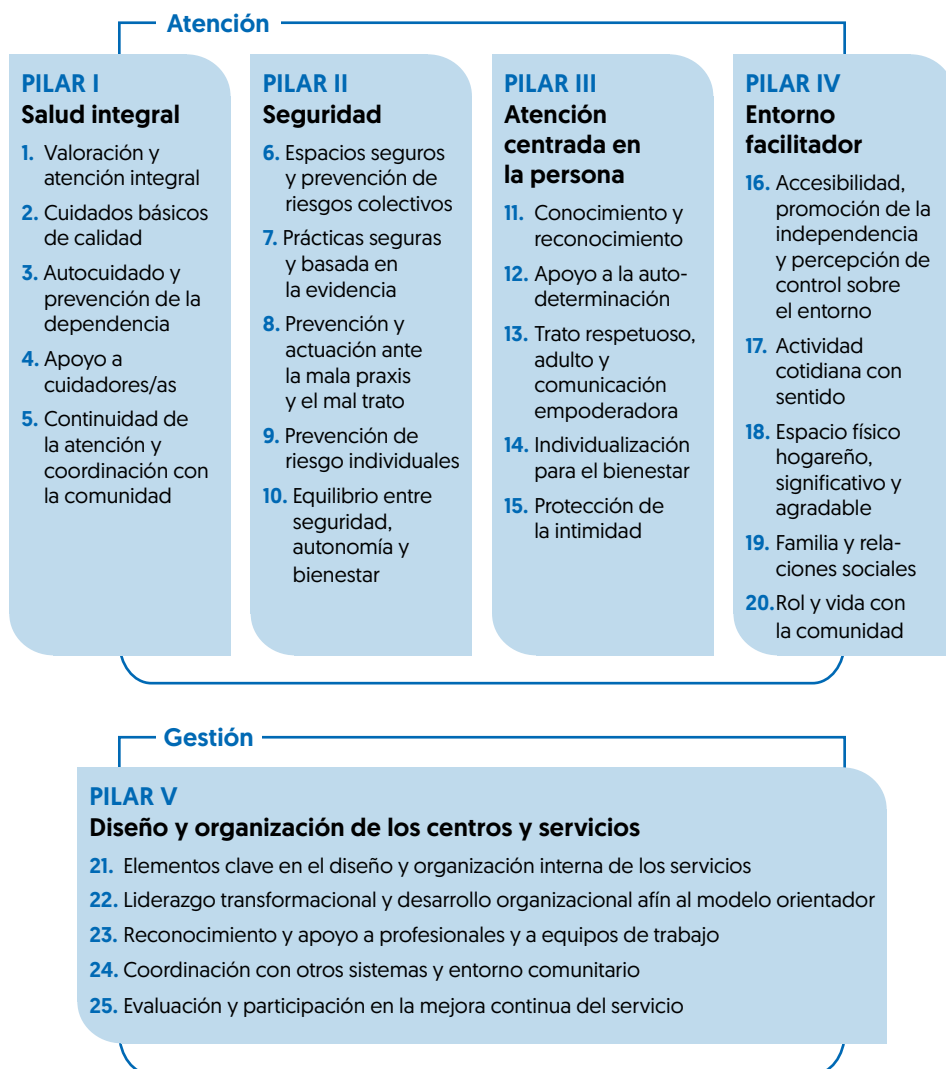 Atención
PILAR I
Salud integral
1. Valoración y
atención integral
2. Cuidados básicos
de calidad
3. Autocuidado y
prevención de la
dependencia
4. Apoyo a
cuidadores/as
5. Continuidad de
la atención y
coordinación con
la comunidad
PILAR II
Seguridad
6. Espacios seguros
y prevención de
riesgos colectivos
7. Prácticas seguras
y basada en
la evidencia
8. Prevención y
actuación ante
la mala praxis
y el mal trato
9. Prevención de
riesgo individuales
10. Equilibrio entre
seguridad,
autonomía y
bienestar
PILAR III
Atención
centrada en
la persona
11. Conocimiento y
reconocimiento
12. Apoyo a la auto-
determinación
13. Trato respetuoso,
adulto y
comunicación
empoderadora
14. Individualización
para el bienestar
15. Protección de
la intimidad
PILAR IV
Entorno
facilitador
16. Accesibilidad,
promoción de la
independencia
y percepción de
control sobre
el entorno
17. Actividad
cotidiana con
sentido
18. Espacio físico
hogareño,
significativo y
agradable
19. Familia y rela-
ciones sociales
20. Rol y vida con
la comunidad
Gestión
PILAR V
Diseño y organización de los centros y servicios
21. Elementos clave en el diseño y organización interna de los servicios
22. Liderazgo transformacional y desarrollo organizacional afín al modelo orientador
23. Reconocimiento y apoyo a profesionales y a equipos de trabajo
24. Coordinación con otros sistemas y entorno comunitario
25. Evaluación y participación en la mejora continua del servicio